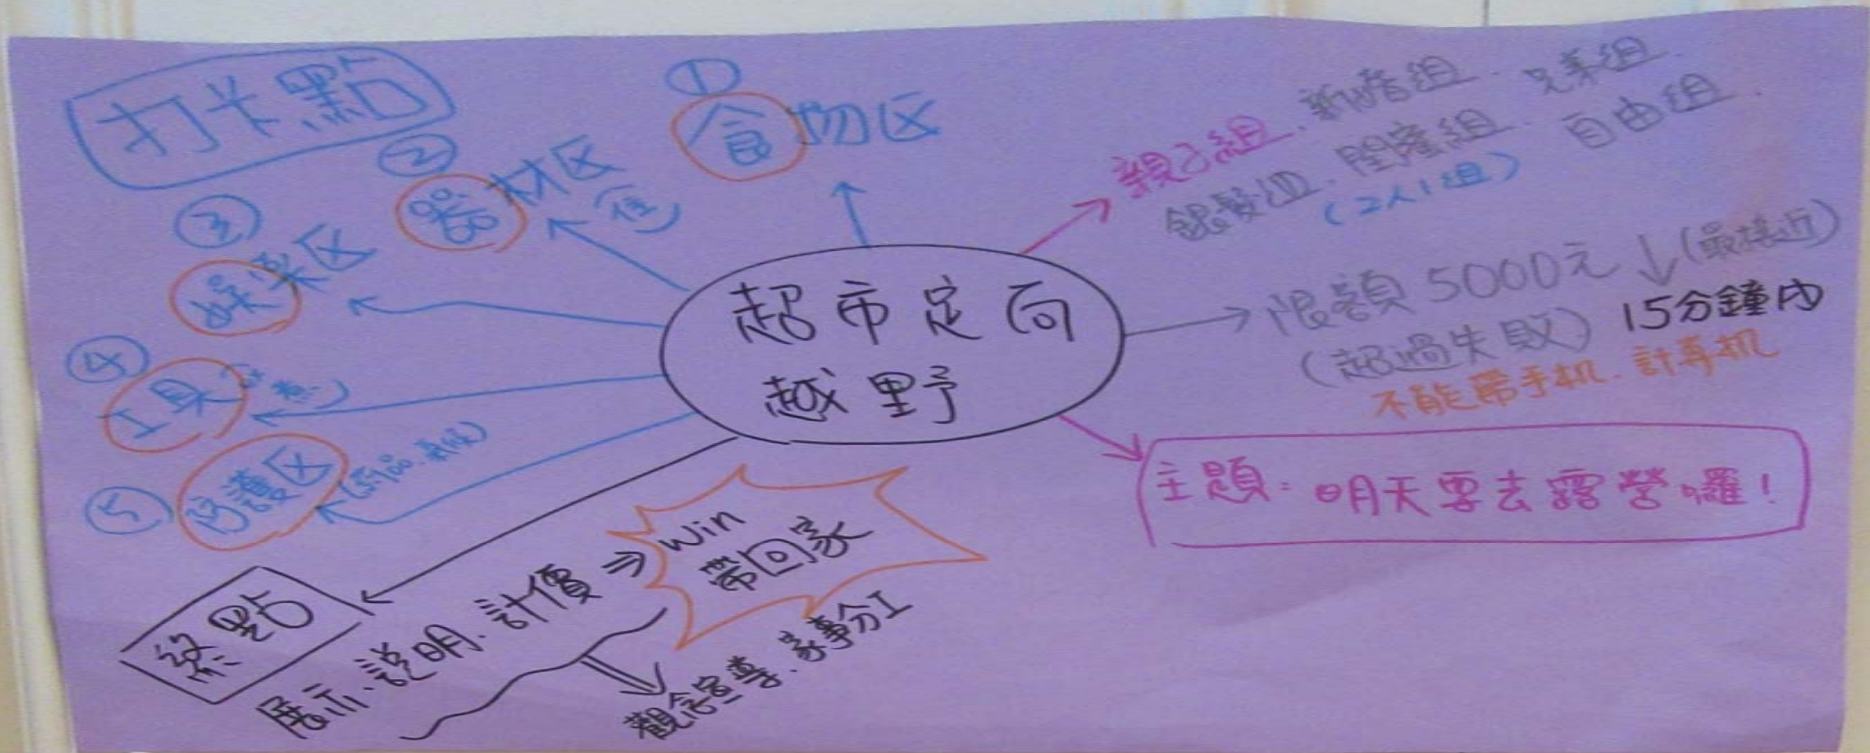 打卡點
①
食物区
②
器材区
(住)
③
娛樂区
④
工具
⑤
防護区
(药品.
超市定向
越野
親子組.新婚組.兄弟組.
銀髮組.閨蜜組.自由組.
(2人1組)
限額5000元↓(最接近)
(超過失敗) 15分鐘內
不能帶手机.計算机
主題:明天要去露營囉!
終點
展示.說明.計價⇒
Win
帶回家
觀念宣導.家事分工